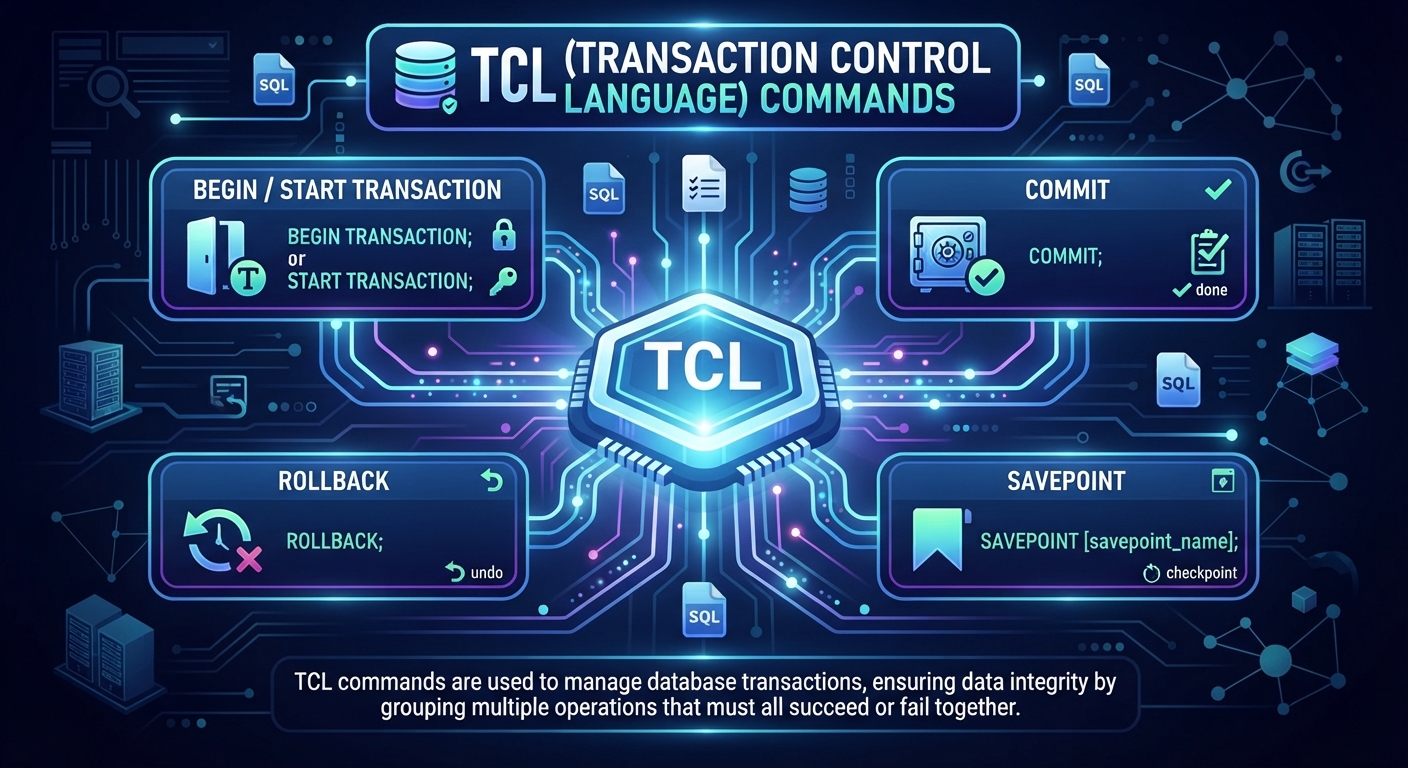 SQL
TCL (TRANSACTION CONTROL
LANGUAGE) COMMANDS
SQL
BEGIN / START TRANSACTION
T
BEGIN TRANSACTION;
or
START TRANSACTION;
SQL
COMMIT
COMMIT;
done
TCL
SQL
ROLLBACK
ROLLBACK;
undo
SAVEPOINT
SAVEPOINT [savepoint_name];
checkpoint
SQL
TCL commands are used to manage database transactions, ensuring data integrity by
grouping multiple operations that must all succeed or fail together.